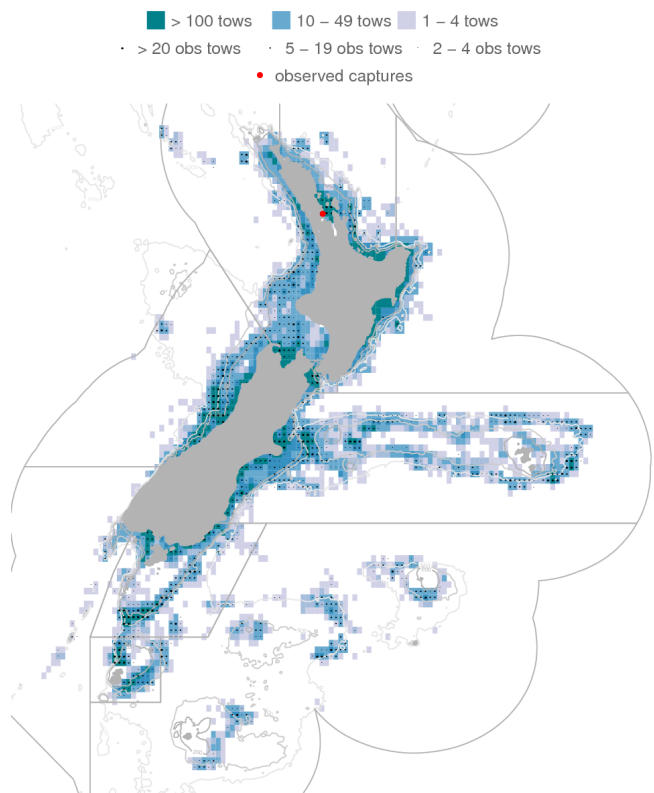 > 100 tows 10 – 49 tows 1 – 4 tows
> 20 obs tows 5 – 19 obs tows 2 – 4 obs tows
observed captures